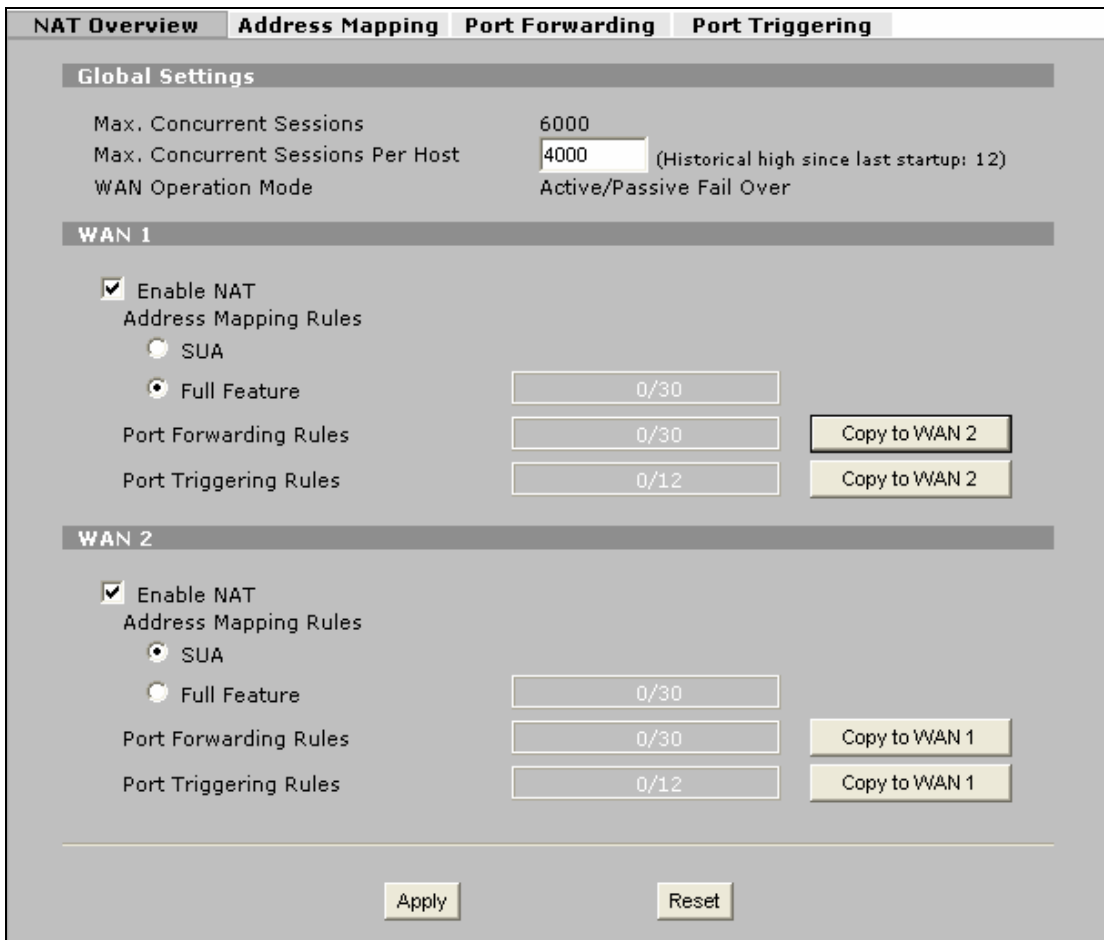 NAT Overview Address Mapping Port Forwarding Port Triggering
Global Settings
Max. Concurrent Sessions 6000
Max. Concurrent Sessions Per Host 4000 (Historical high since last startup: 12)
WAN Operation Mode Active/Passive Fail Over
WAN 1
Enable NAT
Address Mapping Rules
SUA
Full Feature 0/30
Port Forwarding Rules 0/30 Copy to WAN 2
Port Triggering Rules 0/12 Copy to WAN 2
WAN 2
Enable NAT
Address Mapping Rules
SUA
Full Feature 0/30
Port Forwarding Rules 0/30 Copy to WAN 1
Port Triggering Rules 0/12 Copy to WAN 1
Apply Reset